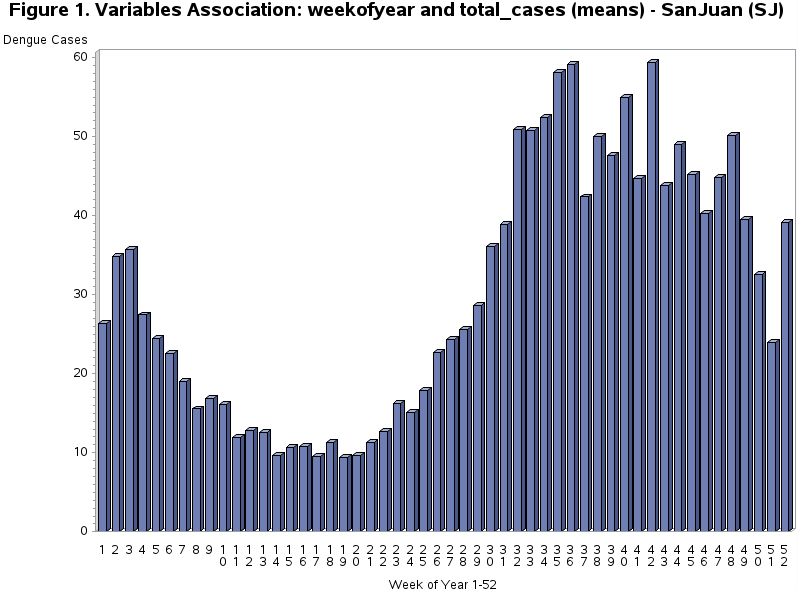 Figure 1. Variables Association: weekofyear and total_cases (means) - SanJuan (SJ)
Dengue Cases
60
50
40
30
20
10
0
1 2 3 4 5 6 7 8 9 10 11 12 13 14 15 16 17 18 19 20 21 22 23 24 25 26 27 28 29 30 31 32 33 34 35 36 37 38 39 40 41 42 43 44 45 46 47 48 49 50 51 52
Week of Year 1-52